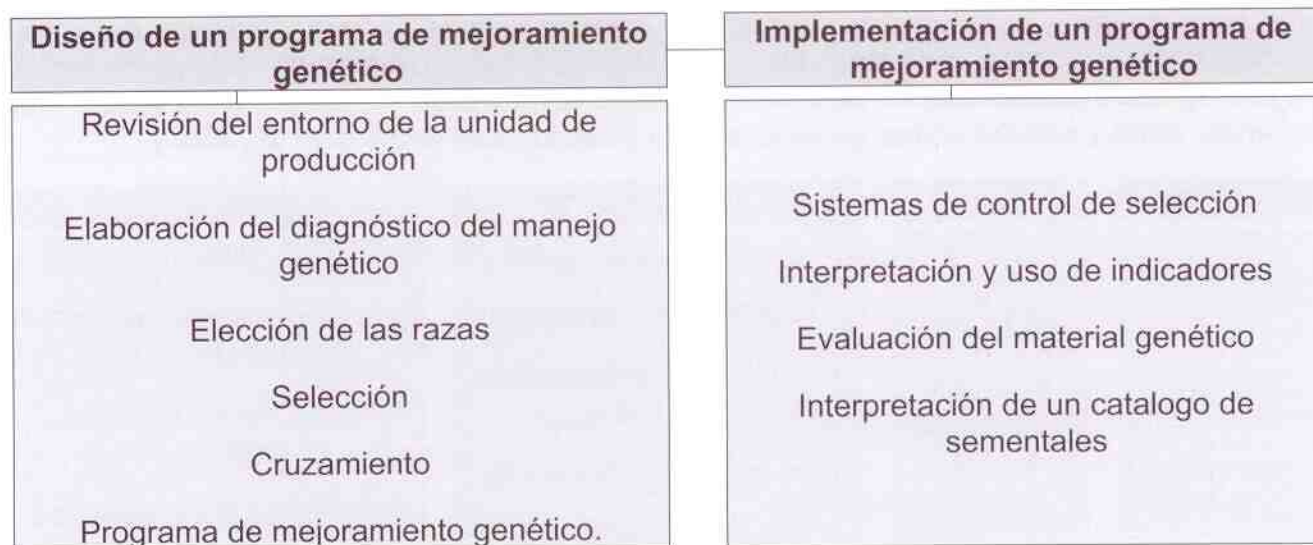 Diseño de un programa de mejoramiento
genético
Revisión del entorno de la unidad de
producción
Elaboración del diagnóstico del manejo
genético
Elección de las razas
Selección
Cruzamiento
Programa de mejoramiento genético.
Implementación de un programa de
mejoramiento genético
Sistemas de control de selección
Interpretación y uso de indicadores
Evaluación del material genético
Interpretación de un catalogo de
sementales